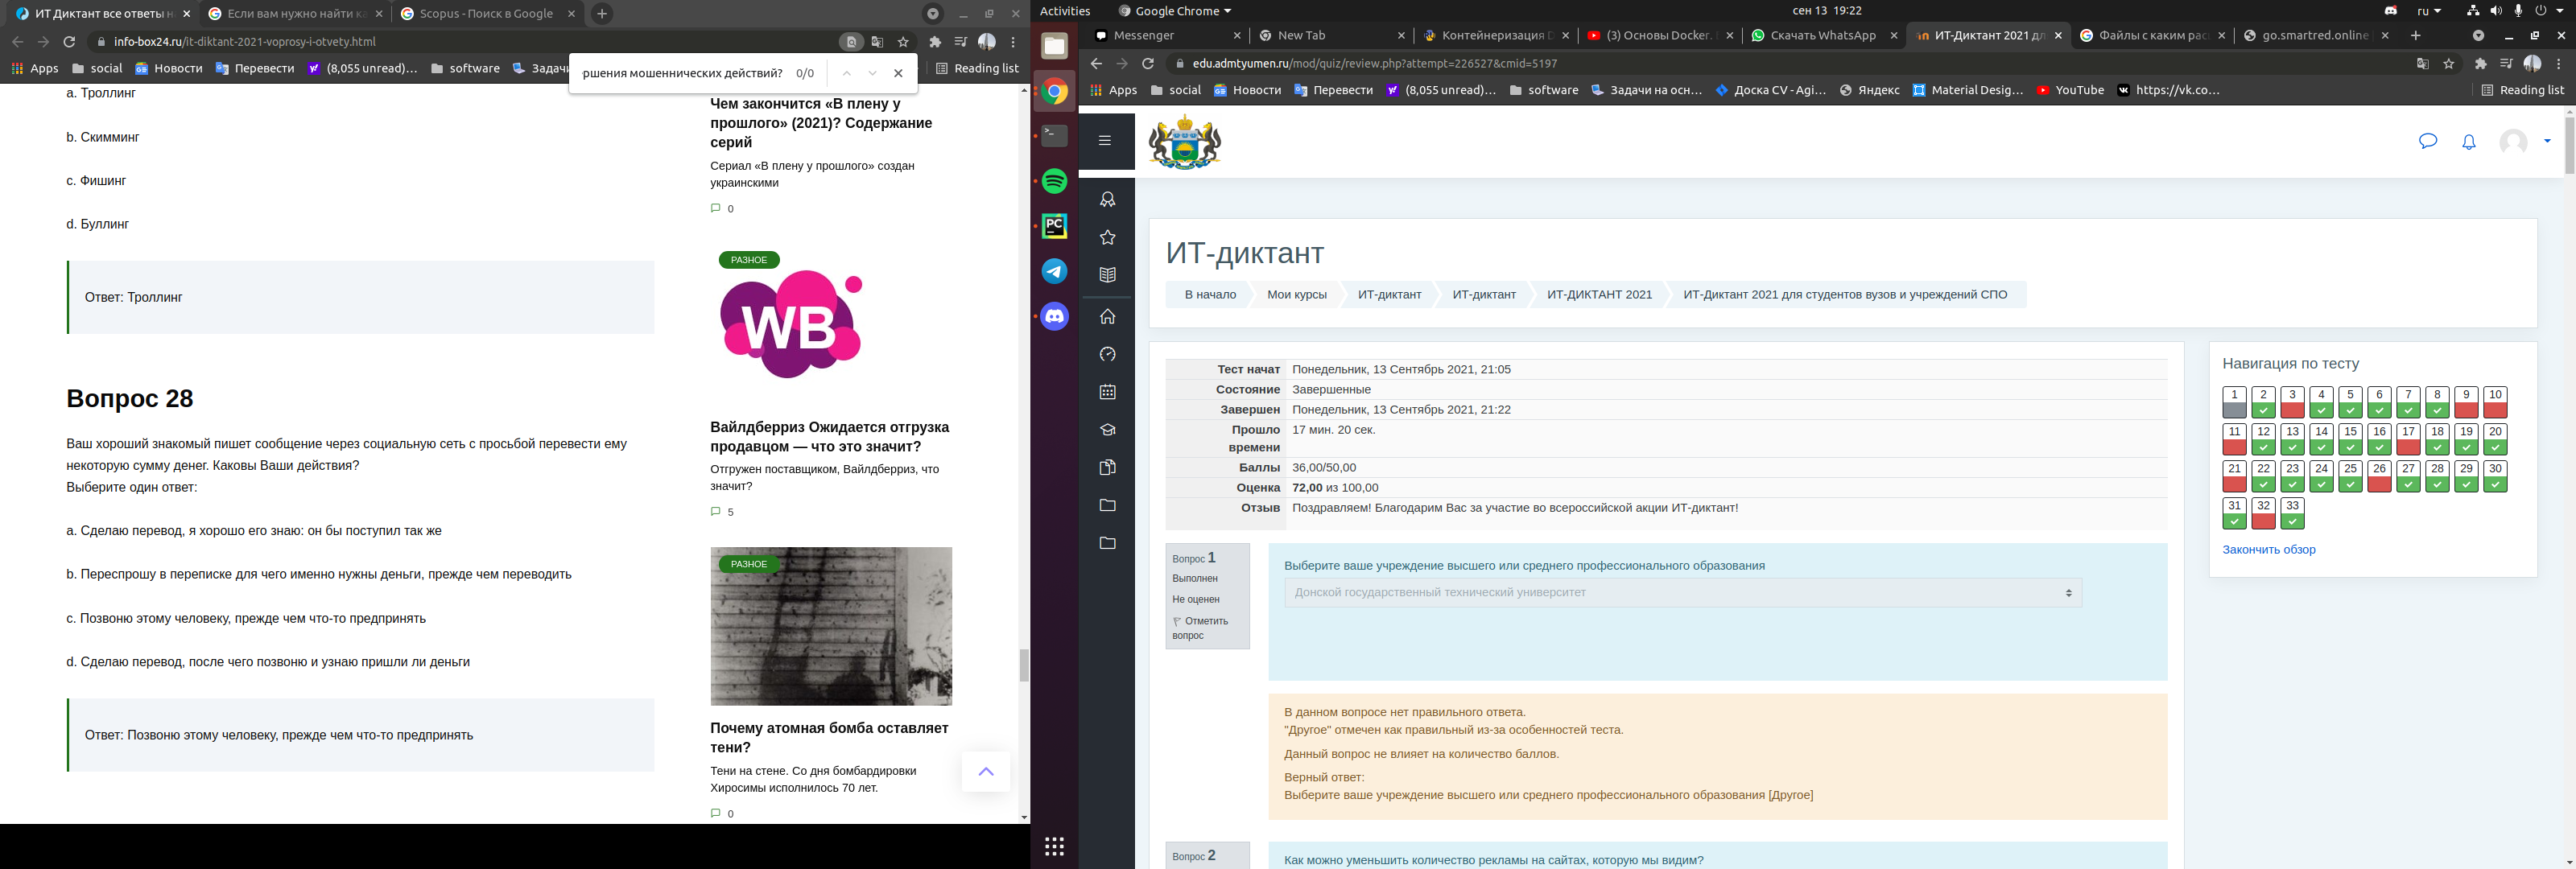 ИТ Диктант все ответы н
Если вам нужно найти ка
Scopus - Поиск в Google
info-box24.ru/it-diktant-2021-voprosy-i-otvety.html
Apps
social
Новости
Перевести
(8,055 unread)…
software
Задачи
Reading list
ршения мошеннических действий?
0/0
a. Троллинг
b. Скимминг
c. Фишинг
d. Буллинг
Ответ: Троллинг
Вопрос 28
Ваш хороший знакомый пишет сообщение через социальную сеть с просьбой перевести ему
некоторую сумму денег. Каковы Ваши действия?
Выберите один ответ:
a. Сделаю перевод, я хорошо его знаю: он бы поступил так же
b. Переспрошу в переписке для чего именно нужны деньги, прежде чем переводить
c. Позвоню этому человеку, прежде чем что-то предпринять
d. Сделаю перевод, после чего позвоню и узнаю пришли ли деньги
Ответ: Позвоню этому человеку, прежде чем что-то предпринять
Чем закончится «В плену у
прошлого» (2021)? Содержание
серий
Сериал «В плену у прошлого» создан
украинскими
0
РАЗНОЕ
WB
Вайлдберриз Ожидается отгрузка
продавцом — что это значит?
Отгружен поставщиком, Вайлдберриз, что
значит?
5
РАЗНОЕ
Почему атомная бомба оставляет
тени?
Тени на стене. Со дня бомбардировки
Хиросимы исполнилось 70 лет.
0
Activities
Google Chrome
сен 13 19:22
ru
Messenger
New Tab
Контейнеризация D
(3) Основы Docker.
Скачать WhatsApp
ИТ-Диктант 2021 дл
Файлы с каким рас
go.smartred.online
edu.admtyumen.ru/mod/quiz/review.php?attempt=226527&cmid=5197
Apps
social
Новости
Перевести
(8,055 unread)…
software
Задачи на осн…
Доска CV - Agi…
Яндекс
Material Desig…
YouTube
https://vk.co…
Reading list
PC
ИТ-диктант
В начало
Мои курсы
ИТ-диктант
ИТ-диктант
ИТ-ДИКТАНТ 2021
ИТ-Диктант 2021 для студентов вузов и учреждений СПО
Тест начат Понедельник, 13 Сентябрь 2021, 21:05
Состояние Завершенные
Завершен Понедельник, 13 Сентябрь 2021, 21:22
Прошло 17 мин. 20 сек.
времени
Баллы 36,00/50,00
Оценка 72,00 из 100,00
Отзыв Поздравляем! Благодарим Вас за участие во всероссийской акции ИТ-диктант!
Вопрос 1
Выполнен
Не оценен
Отметить
вопрос
Выберите ваше учреждение высшего или среднего профессионального образования
Донской государственный технический университет
В данном вопросе нет правильного ответа.
"Другое" отмечен как правильный из-за особенностей теста.
Данный вопрос не влияет на количество баллов.
Верный ответ:
Выберите ваше учреждение высшего или среднего профессионального образования [Другое]
Вопрос 2
Как можно уменьшить количество рекламы на сайтах, которую мы видим?
Навигация по тесту
1 2 3 4 5 6 7 8 9 10
11 12 13 14 15 16 17 18 19 20
21 22 23 24 25 26 27 28 29 30
31 32 33
Закончить обзор